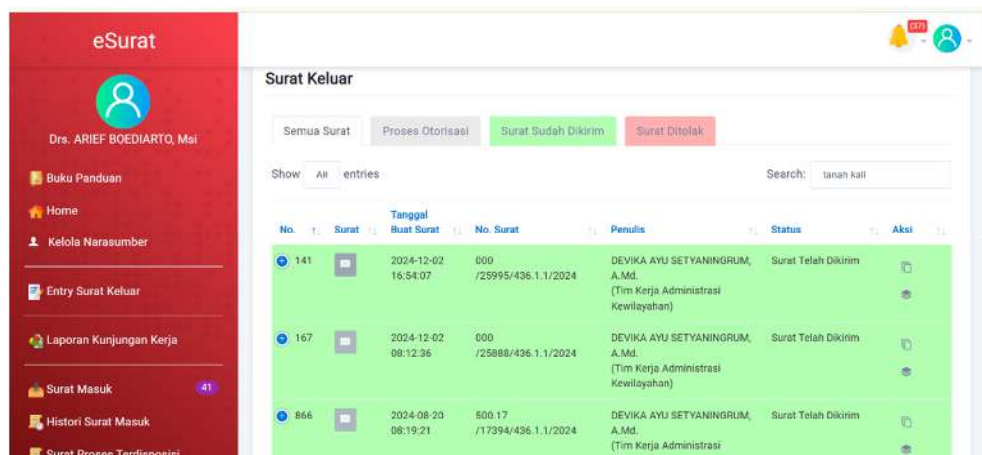 eSurat
(37)
Drs. ARIEF BOEDIARTO, Msi
Buku Panduan
Home
Kelola Narasumber
Entry Surat Keluar
Laporan Kunjungan Kerja
Surat Masuk 41
Histori Surat Masuk
Surat Proses Terdisposisi
Surat Keluar
Semua Surat Proses Otorisasi Surat Sudah Dikirim Surat Ditolak
Show All entries Search: tanah kali
No. Surat Tanggal Buat Surat No. Surat Penulis Status Aksi
141 2024-12-02 000 DEVIKA AYU SETYANINGRUM, Surat Telah Dikirim
16:54:07 /25995/436.1.1/2024 A.Md.
(Tim Kerja Administrasi
Kewilayahan)
167 2024-12-02 000 DEVIKA AYU SETYANINGRUM, Surat Telah Dikirim
08:12:36 /25888/436.1.1/2024 A.Md.
(Tim Kerja Administrasi
Kewilayahan)
866 2024-08-20 500.17 DEVIKA AYU SETYANINGRUM, Surat Telah Dikirim
08:19:21 /17394/436.1.1/2024 A.Md.
(Tim Kerja Administrasi